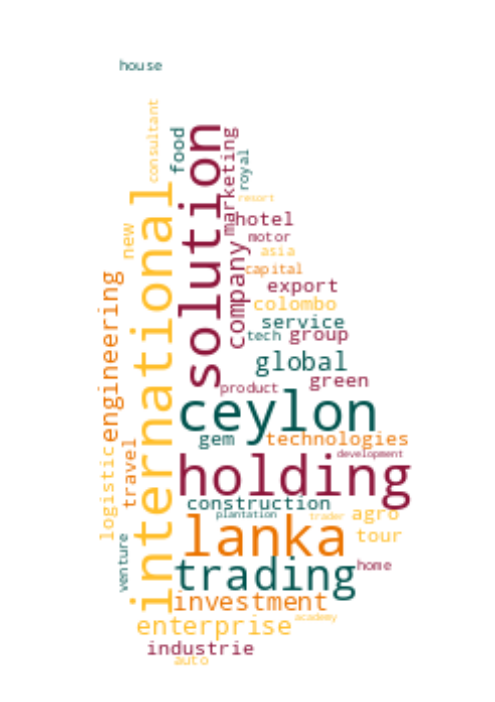 house
consultant
food
solution
marketing
royal
resort
international
hotel
new
motor
company
asia
capital
engineering
export
colombo
service
tech
group
global
green
product
ceylon
gem
technologies
travel
logistic
development
holding
construction
plantation
trader
agro
lanka
tour
venture
trading
home
investment
academy
enterprise
industrie
auto